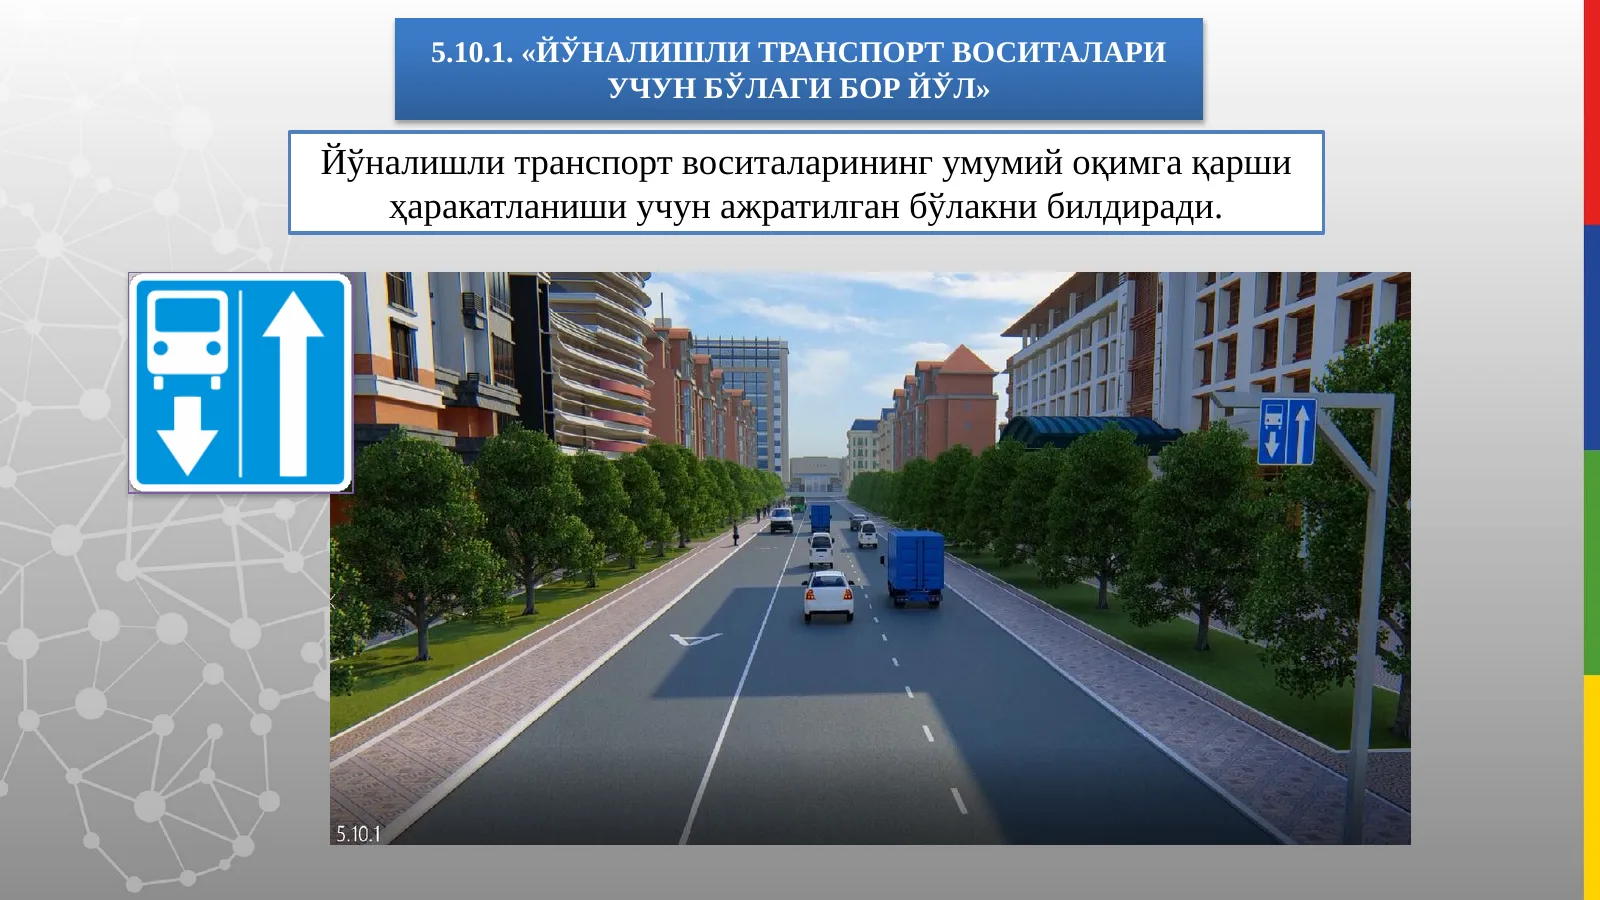 5.10.1. «ЙЎНАЛИШЛИ ТРАНСПОРТ ВОСИТАЛАРИ
УЧУН БЎЛАГИ БОР ЙЎЛ»
Йўналишли транспорт воситаларининг умумий оқимга қарши
ҳаракатланиши учун ажратилган бўлакни билдиради.
5.10.1